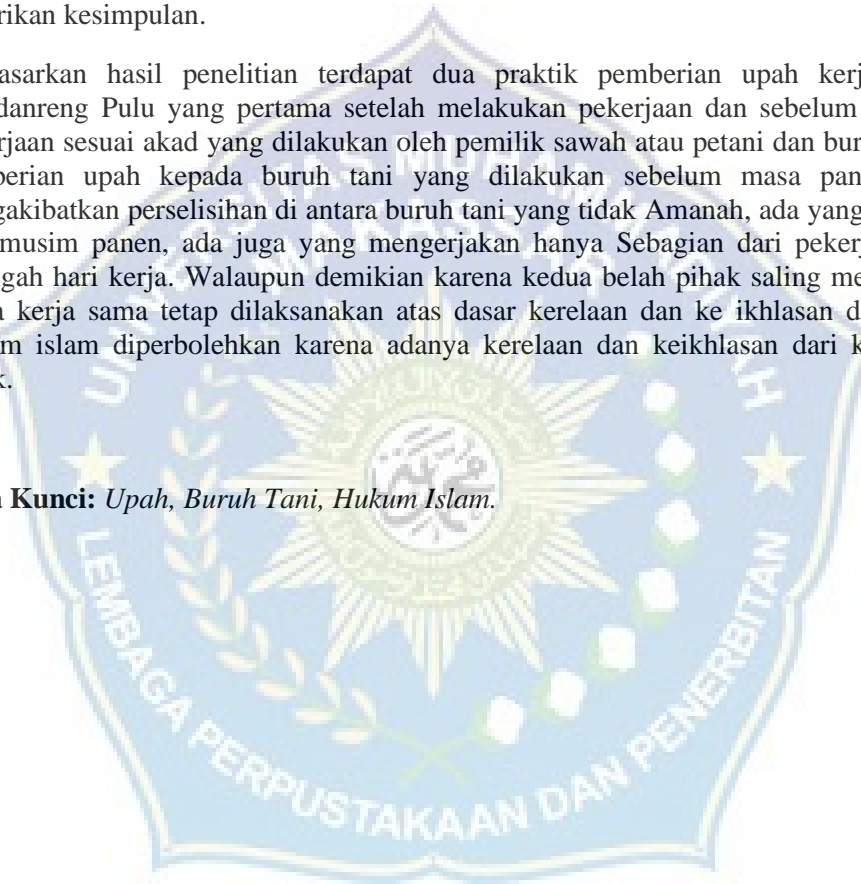 rikan kesimpulan.
asarkan hasil penelitian terdapat dua praktik pemberian upah kerj
danreng Pulu yang pertama setelah melakukan pekerjaan dan sebelum
rjaan sesuai akad yang dilakukan oleh pemilik sawah atau petani dan bur
berian upah kepada buruh tani yang dilakukan sebelum masa pan
gakibatkan perselisihan di antara buruh tani yang tidak Amanah, ada yang
musim panen, ada juga yang mengerjakan hanya Sebagian dari pekerj
gah hari kerja. Walaupun demikian karena kedua belah pihak saling me
a kerja sama tetap dilaksanakan atas dasar kerelaan dan ke ikhlasan d
m islam diperbolehkan karena adanya kerelaan dan keikhlasan dari k
k.
Kunci: Upah, Buruh Tani, Hukum Islam.
UNIVERSITAS MUHAMMADIYAH
MAKASSAR
LEMBAGA PERPUSTAKAAN DAN PENERBITAN